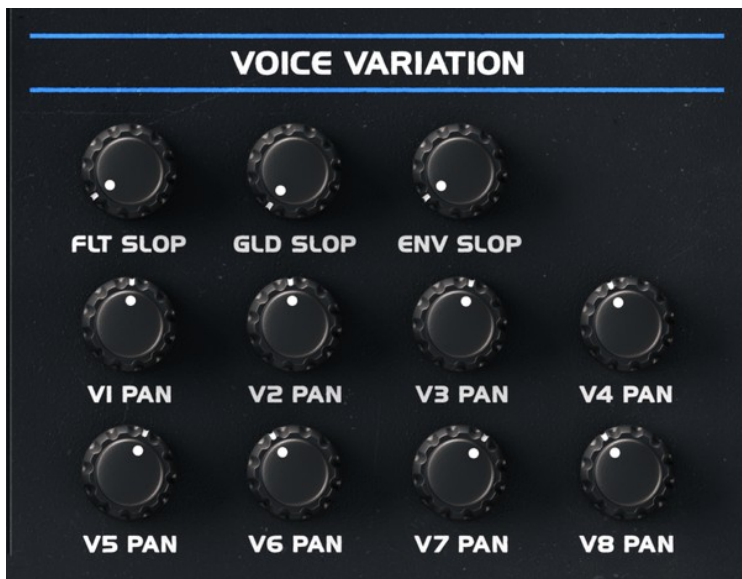 VOICE VARIATION
FLT SLOP GLD SLOP ENV SLOP
V1 PAN V2 PAN V3 PAN V4 PAN
V5 PAN V6 PAN V7 PAN V8 PAN